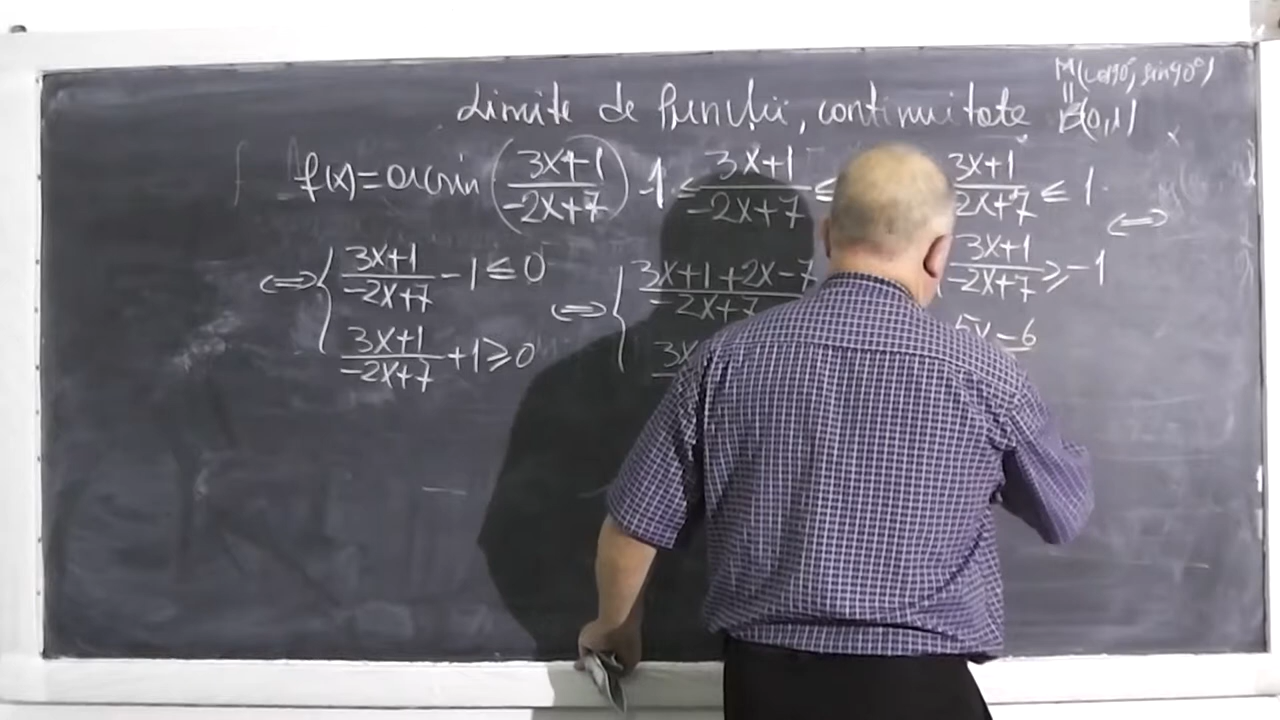 Limite de funcții, continuitate
M(cos90°, sin90°)
=
B(0,1)
f(x)=arcsin(3x+1/-2x+7) -1≤3x+1/-2x+7≤ 3x+1/2x+7≤1 ⟺
3x+1/-2x+7≥-1
⟺{3x+1/-2x+7-1≤0 ⟺{3x+1+2x-7/-2x+7 5x-6
3x+1/-2x+7+1≥0 3x